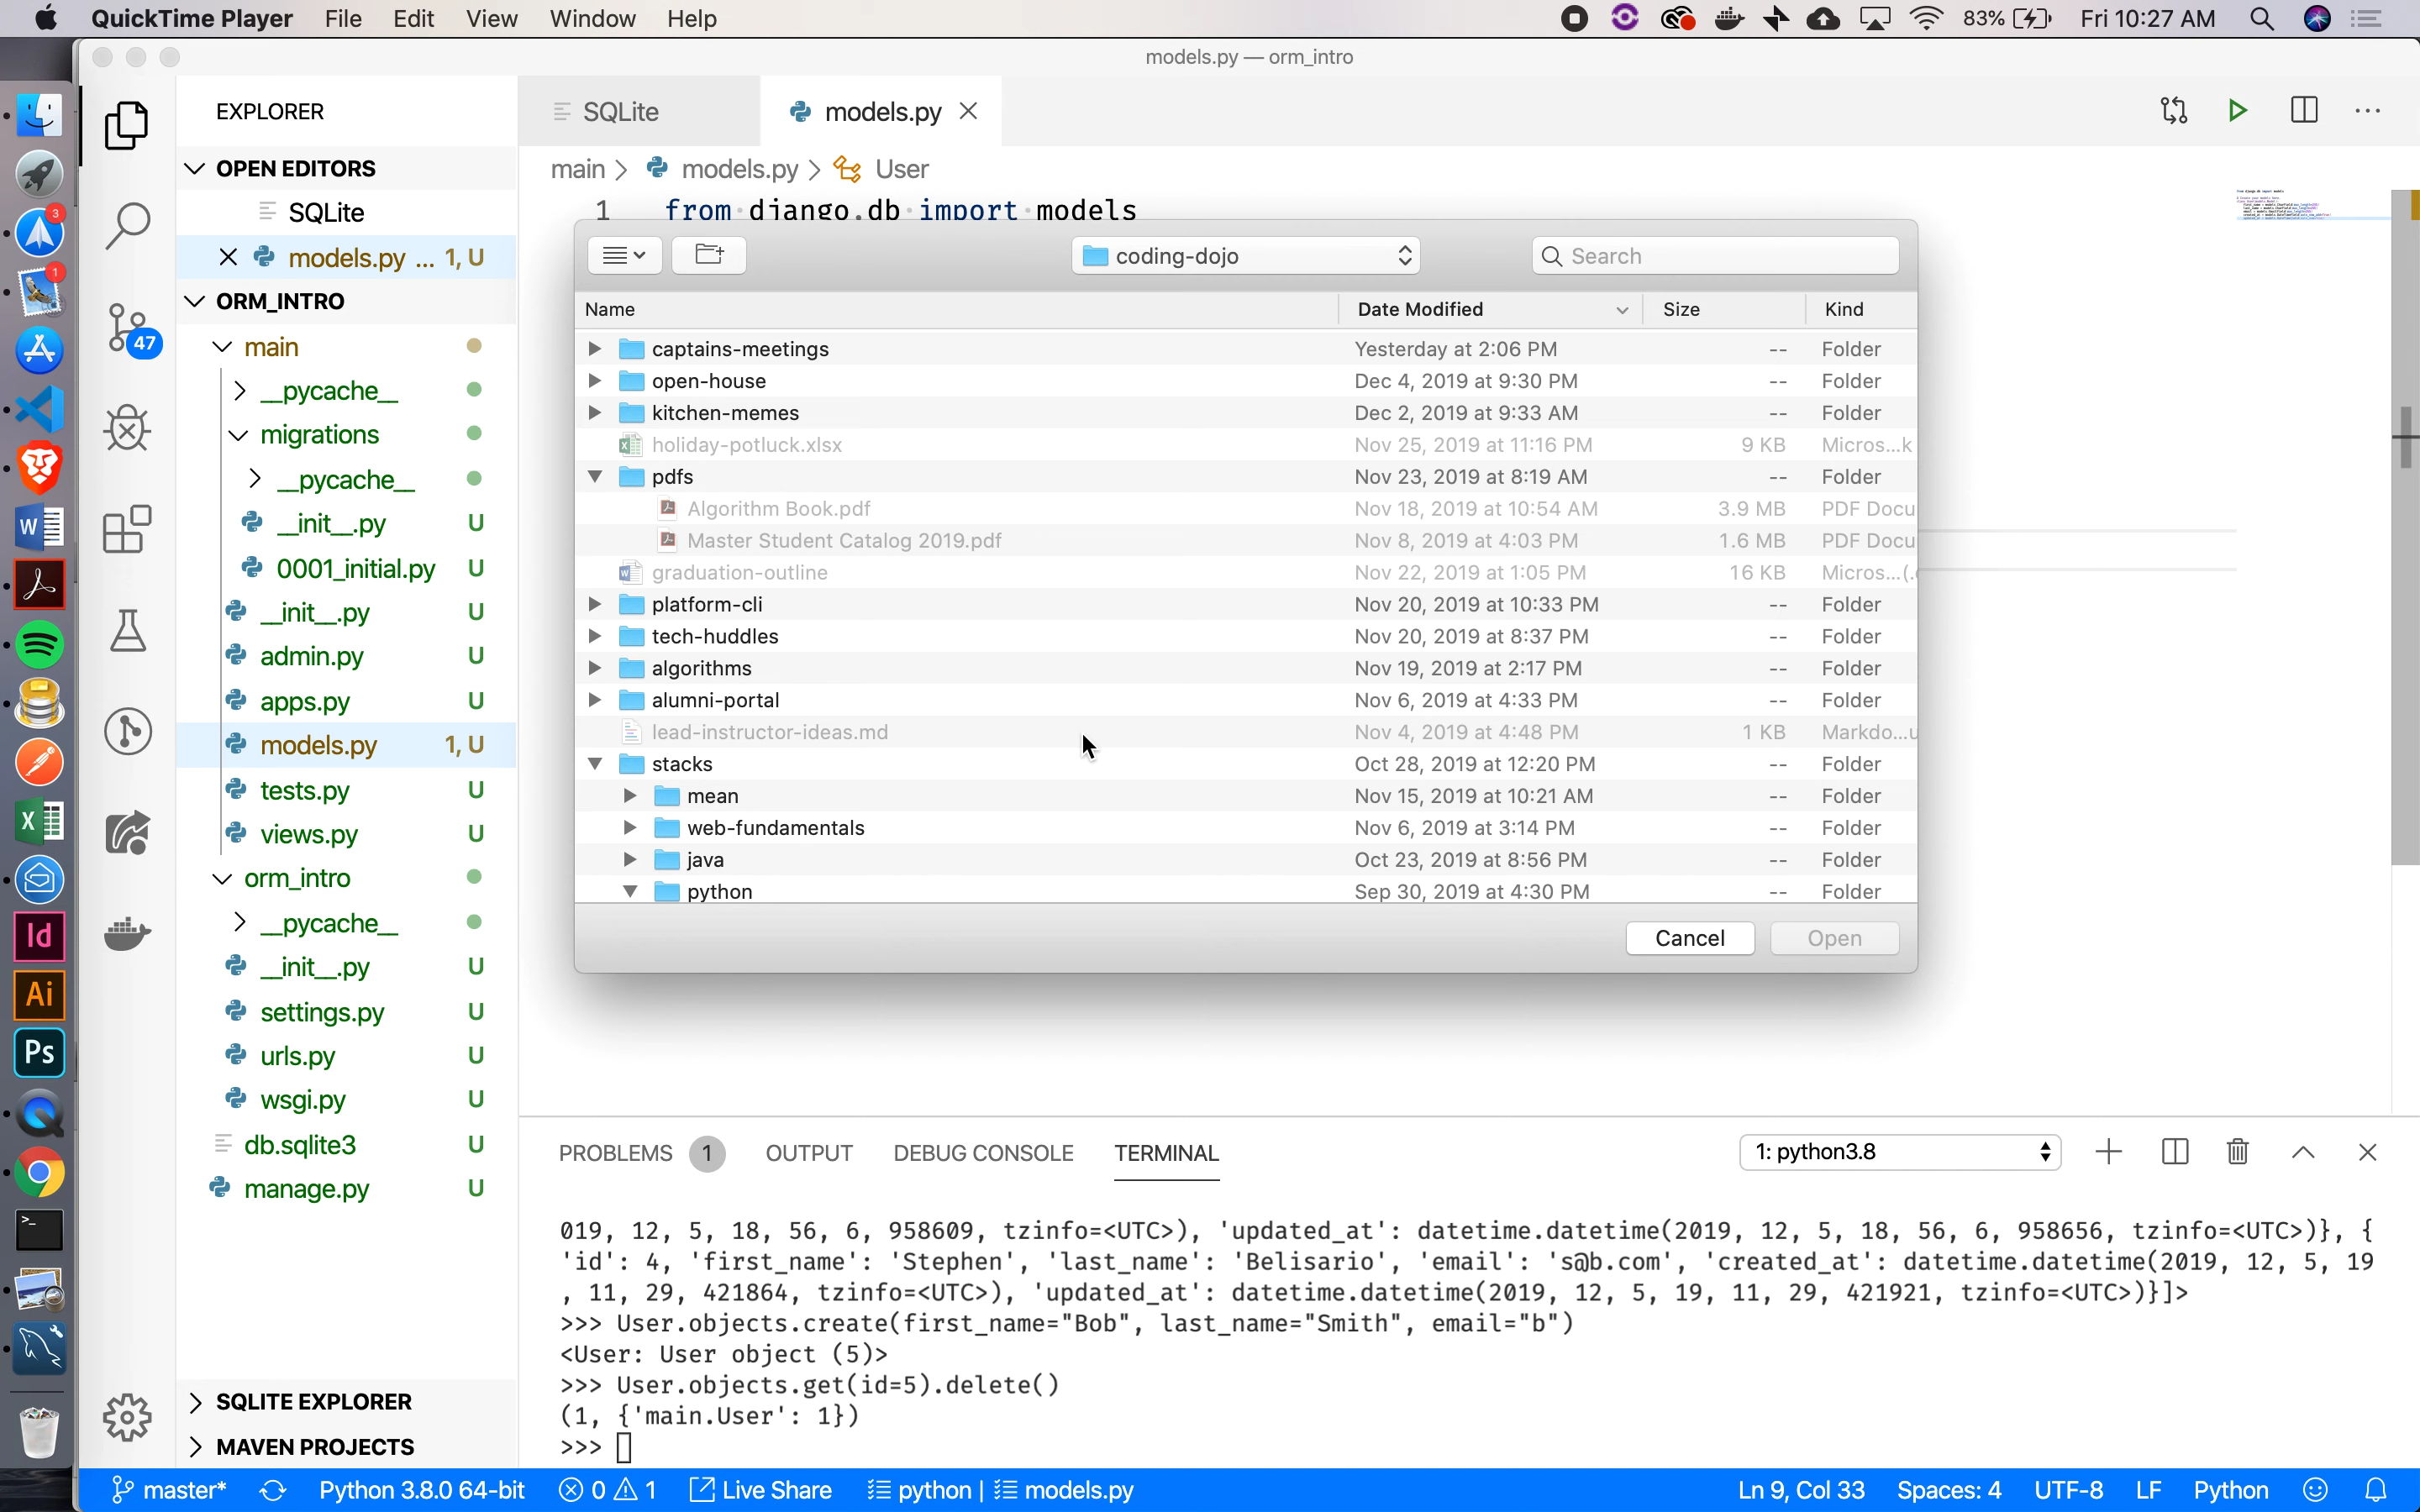 QuickTime Player File Edit View Window Help 83% Fri 10:27 AM
models.py — orm_intro
EXPLORER
OPEN EDITORS
SQLite
models.py ... 1, U
ORM_INTRO
main
__pycache__
migrations
__pycache__
__init__.py U
0001_initial.py U
__init__.py U
admin.py U
apps.py U
models.py 1, U
tests.py U
views.py U
orm_intro
__pycache__
__init__.py U
settings.py U
urls.py U
wsgi.py U
db.sqlite3 U
manage.py U
SQLITE EXPLORER
MAVEN PROJECTS
47
3
1
W
X
Id
Ai
Ps
SQLite models.py
main > models.py > User
1 from django.db import models
coding-dojo Search
Name Date Modified Size Kind
captains-meetings Yesterday at 2:06 PM -- Folder
open-house Dec 4, 2019 at 9:30 PM -- Folder
kitchen-memes Dec 2, 2019 at 9:33 AM -- Folder
holiday-potluck.xlsx Nov 25, 2019 at 11:16 PM 9 KB Micros...k
pdfs Nov 23, 2019 at 8:19 AM -- Folder
Algorithm Book.pdf Nov 18, 2019 at 10:54 AM 3.9 MB PDF Docu
Master Student Catalog 2019.pdf Nov 8, 2019 at 4:03 PM 1.6 MB PDF Docu
graduation-outline Nov 22, 2019 at 1:05 PM 16 KB Micros...(.
platform-cli Nov 20, 2019 at 10:33 PM -- Folder
tech-huddles Nov 20, 2019 at 8:37 PM -- Folder
algorithms Nov 19, 2019 at 2:17 PM -- Folder
alumni-portal Nov 6, 2019 at 4:33 PM -- Folder
lead-instructor-ideas.md Nov 4, 2019 at 4:48 PM 1 KB Markdo...u
stacks Oct 28, 2019 at 12:20 PM -- Folder
mean Nov 15, 2019 at 10:21 AM -- Folder
web-fundamentals Nov 6, 2019 at 3:14 PM -- Folder
java Oct 23, 2019 at 8:56 PM -- Folder
python Sep 30, 2019 at 4:30 PM -- Folder
Cancel Open
PROBLEMS 1 OUTPUT DEBUG CONSOLE TERMINAL 1: python3.8
019, 12, 5, 18, 56, 6, 958609, tzinfo=<UTC>), 'updated_at': datetime.datetime(2019, 12, 5, 18, 56, 6, 958656, tzinfo=<UTC>)}, {
'id': 4, 'first_name': 'Stephen', 'last_name': 'Belisario', 'email': 's@b.com', 'created_at': datetime.datetime(2019, 12, 5, 19
, 11, 29, 421864, tzinfo=<UTC>), 'updated_at': datetime.datetime(2019, 12, 5, 19, 11, 29, 421921, tzinfo=<UTC>)}]>
>>> User.objects.create(first_name="Bob", last_name="Smith", email="b")
<User: User object (5)>
>>> User.objects.get(id=5).delete()
(1, {'main.User': 1})
>>>
master* Python 3.8.0 64-bit 0 1 Live Share python | models.py Ln 9, Col 33 Spaces: 4 UTF-8 LF Python